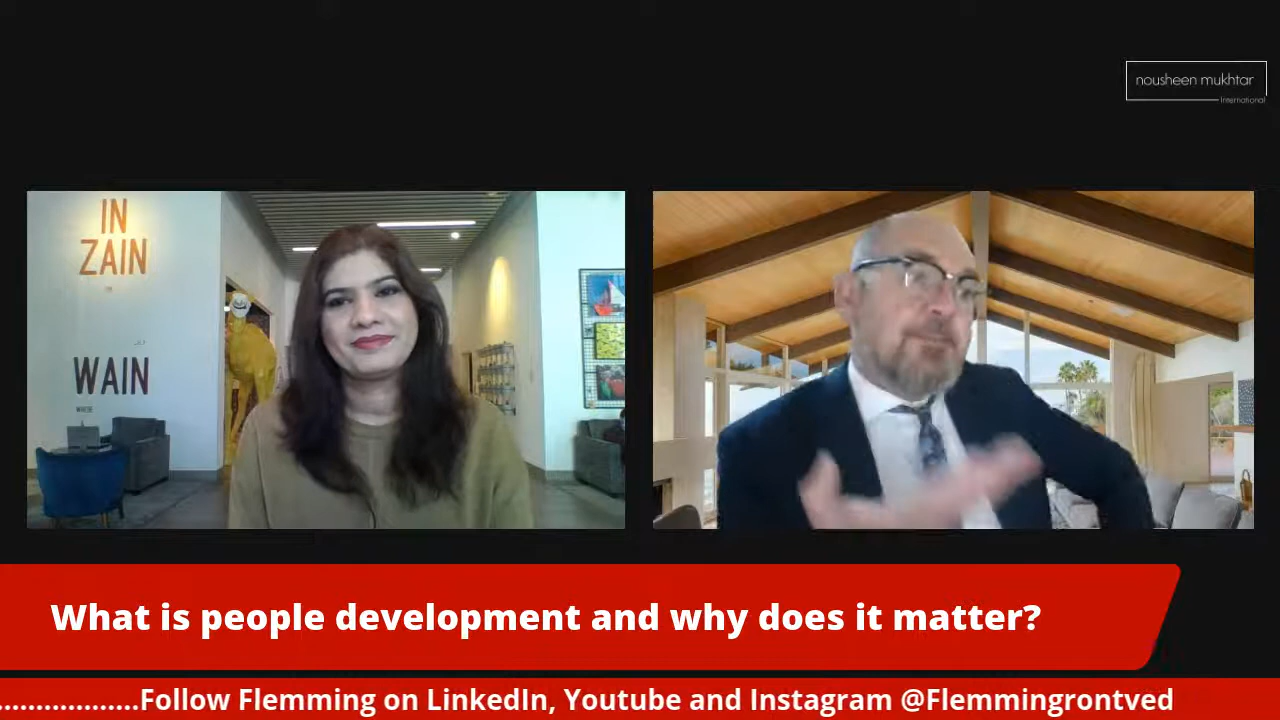 nousheen mukhtar
International
IN
ZAIN
WAIN
What is people development and why does it matter?
..................Follow Flemming on LinkedIn, Youtube and Instagram @Flemmingrontved